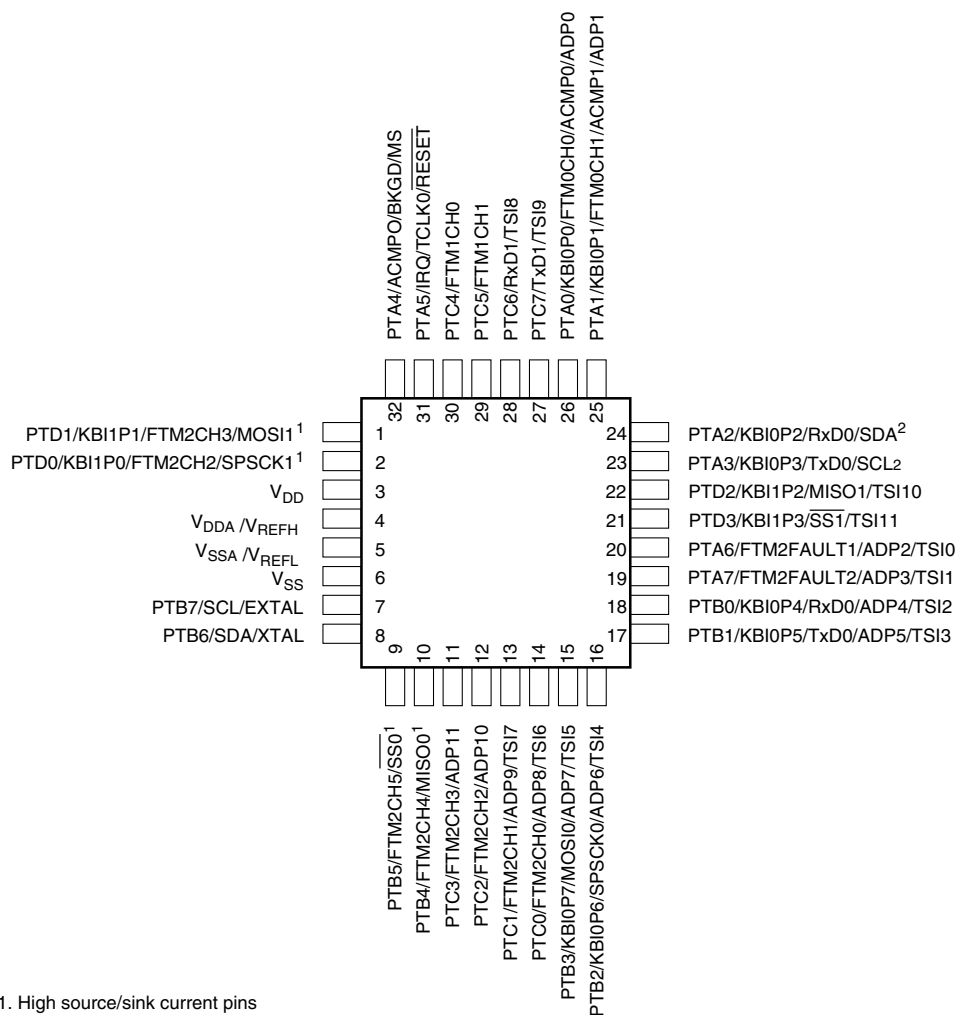 PTA4/ACMPO/BKGD/MS
PTA5/IRQ/TCLK0/RESET
PTC4/FTM1CH0
PTC5/FTM1CH1
PTC6/RxD1/TSI8
PTC7/TxD1/TSI9
PTA0/KBI0P0/FTM0CH0/ACMP0/ADP0
PTA1/KBI0P1/FTM0CH1/ACMP1/ADP1
32
31
30
29
28
27
26
25
PTD1/KBI1P1/FTM2CH3/MOSI1¹ 1
PTD0/KBI1P0/FTM2CH2/SPSCK1¹ 2
VDD 3
VDDA /VREFH 4
VSSA /VREFL 5
VSS 6
PTB7/SCL/EXTAL 7
PTB6/SDA/XTAL 8
24 PTA2/KBI0P2/RxD0/SDA²
23 PTA3/KBI0P3/TxD0/SCL2
22 PTD2/KBI1P2/MISO1/TSI10
21 PTD3/KBI1P3/SS1/TSI11
20 PTA6/FTM2FAULT1/ADP2/TSI0
19 PTA7/FTM2FAULT2/ADP3/TSI1
18 PTB0/KBI0P4/RxD0/ADP4/TSI2
17 PTB1/KBI0P5/TxD0/ADP5/TSI3
9
10
11
12
13
14
15
16
PTB5/FTM2CH5/SS0¹
PTB4/FTM2CH4/MISO0¹
PTC3/FTM2CH3/ADP11
PTC2/FTM2CH2/ADP10
PTC1/FTM2CH1/ADP9/TSI7
PTC0/FTM2CH0/ADP8/TSI6
PTB3/KBI0P7/MOSI0/ADP7/TSI5
PTB2/KBI0P6/SPSCK0/ADP6/TSI4
1. High source/sink current pins